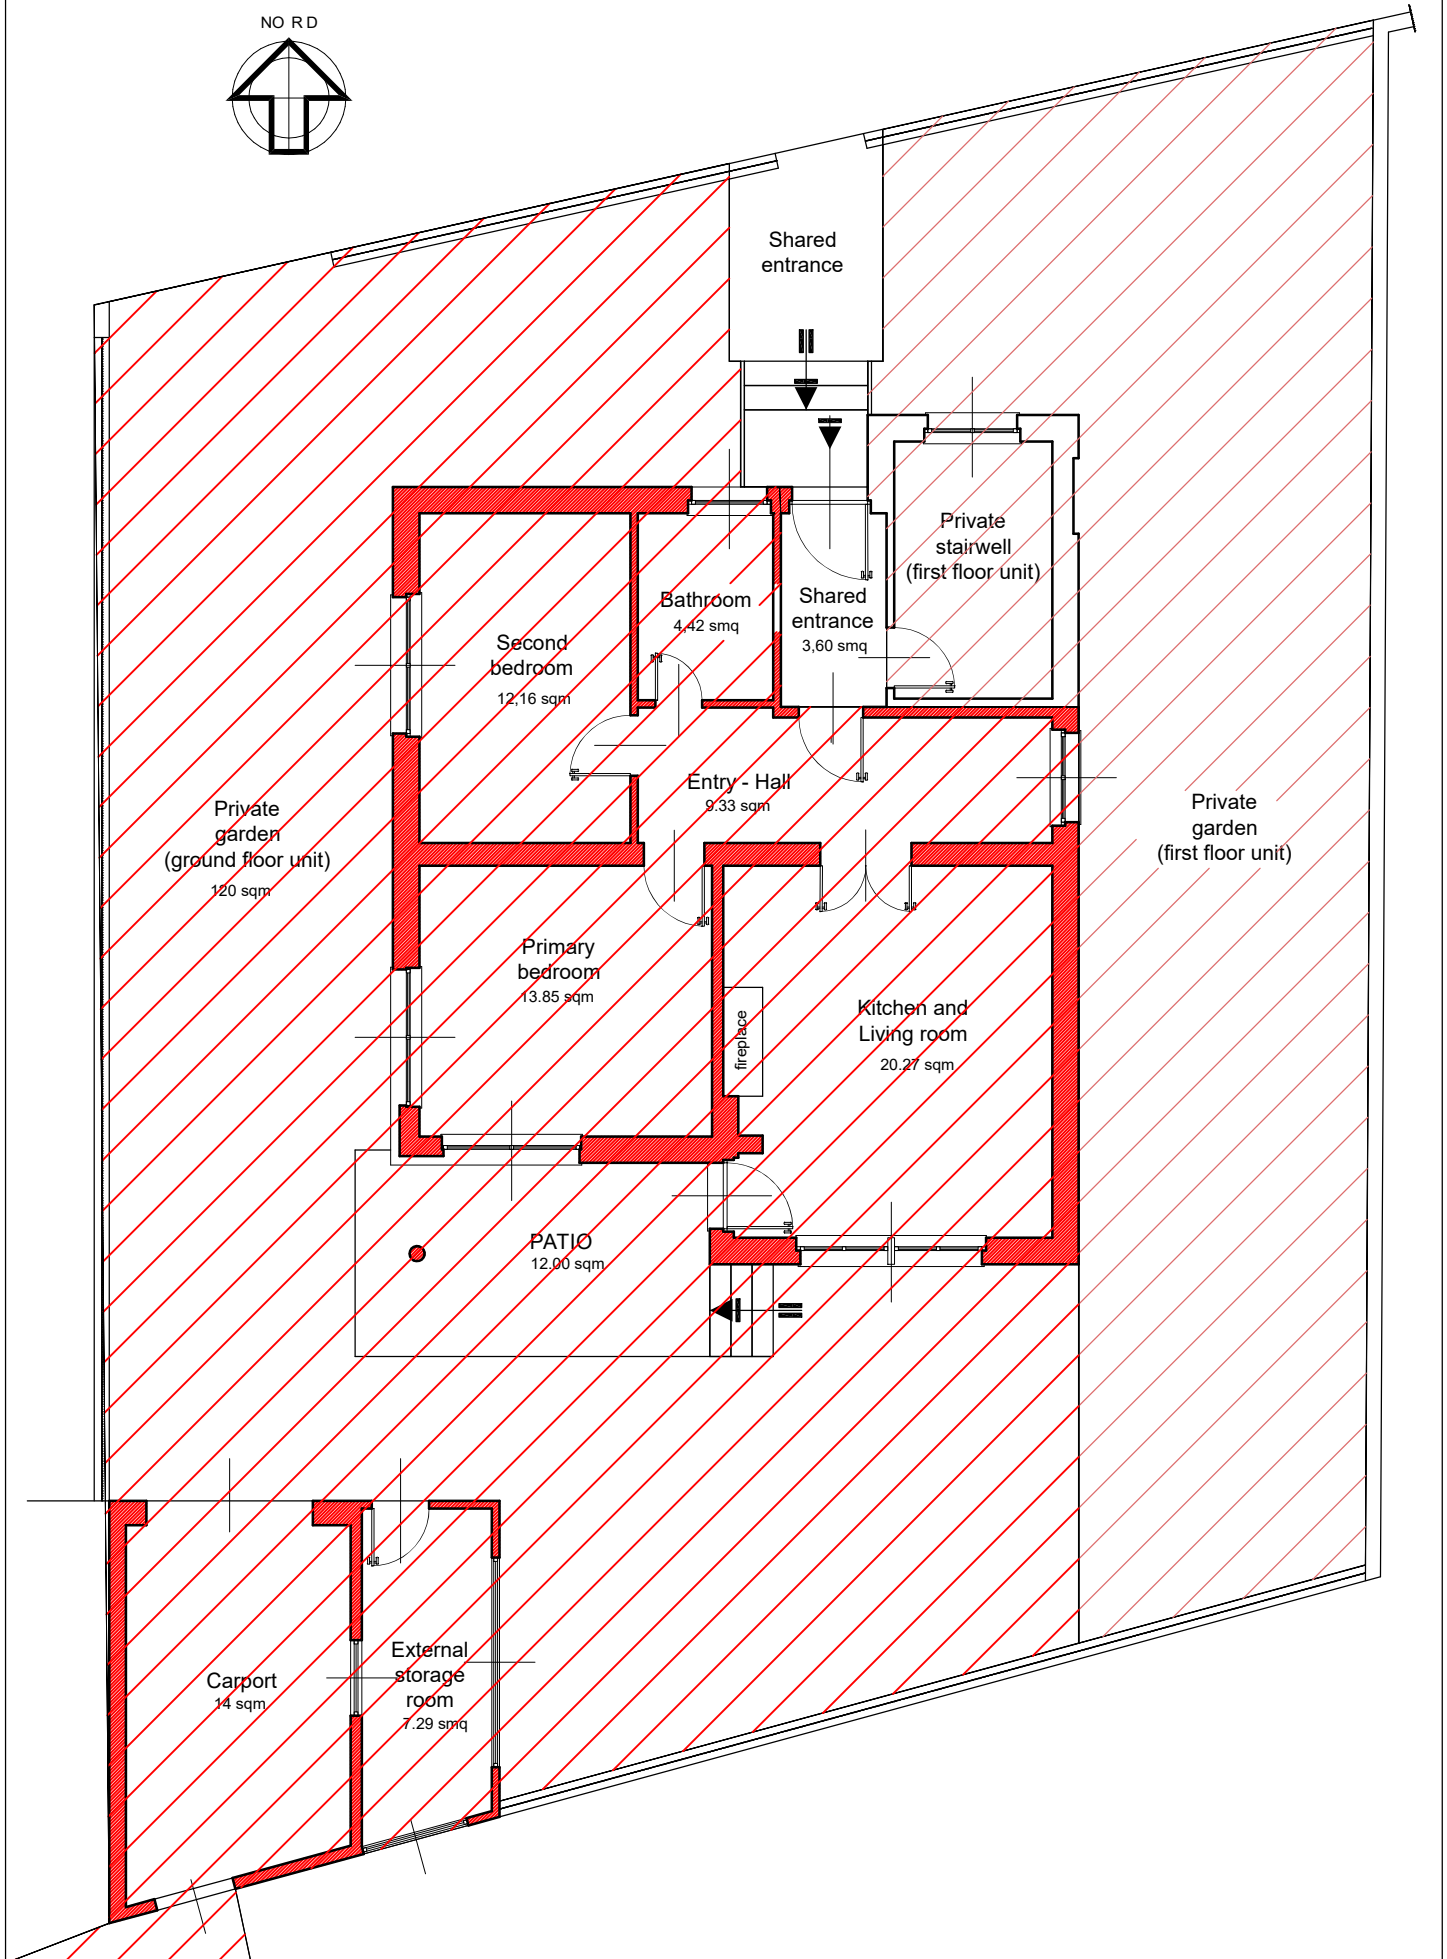 NO R D
Shared
entrance
Private
stairwell
(first floor unit)
Bathroom
4,42 smq
Shared
entrance
3,60 smq
Second
bedroom
12,16 sqm
Entry - Hall
9.33 sqm
Private
garden
(ground floor unit)
120 sqm
Private
garden
(first floor unit)
Primary
bedroom
13.85 sqm
fireplace
Kitchen and
Living room
20.27 sqm
PATIO
12.00 sqm
External
storage
room
7.29 smq
Carport
14 sqm